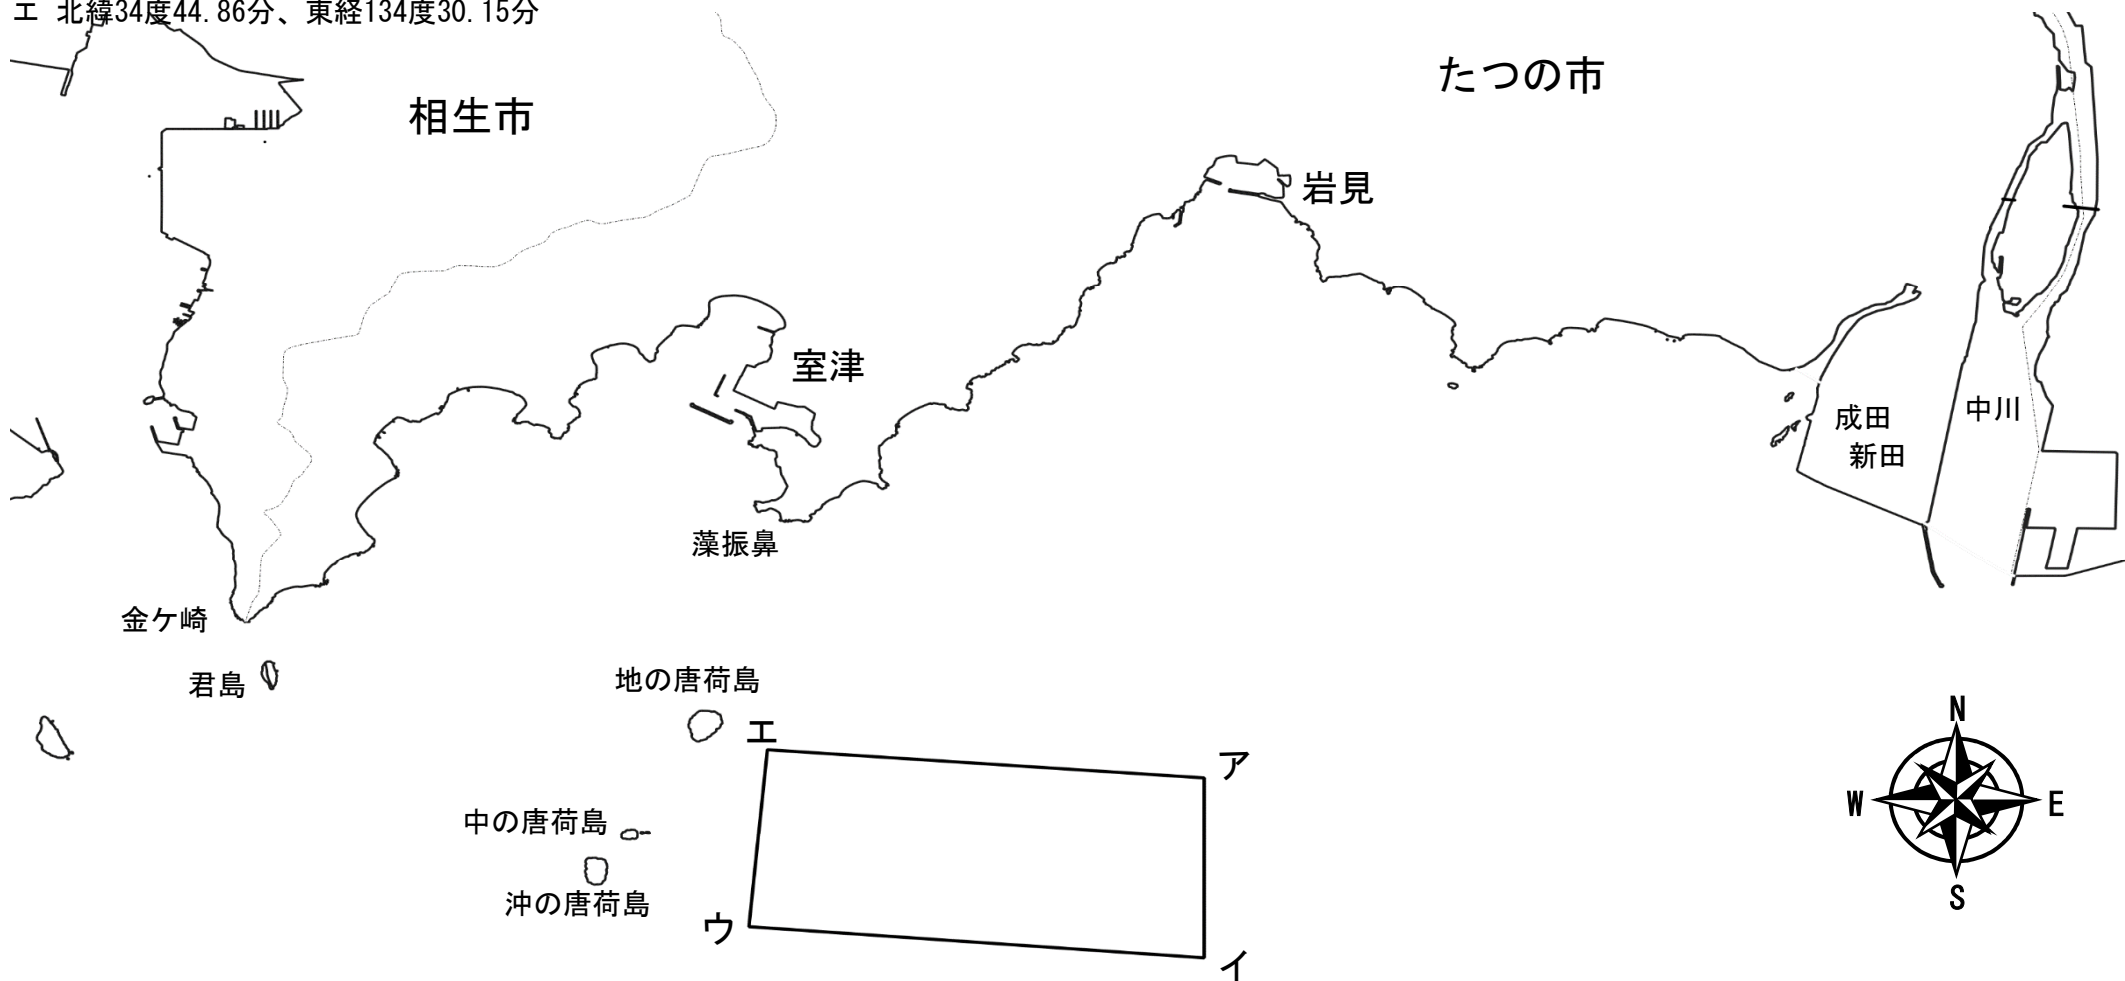 エ 北緯34度44.86分、東経134度30.15分
たつの市
相生市
岩見
室津
成田
新田
中川
藻振鼻
金ケ崎
君島
地の唐荷島
エ
ア
中の唐荷島
沖の唐荷島
ウ
イ
N
W
E
S